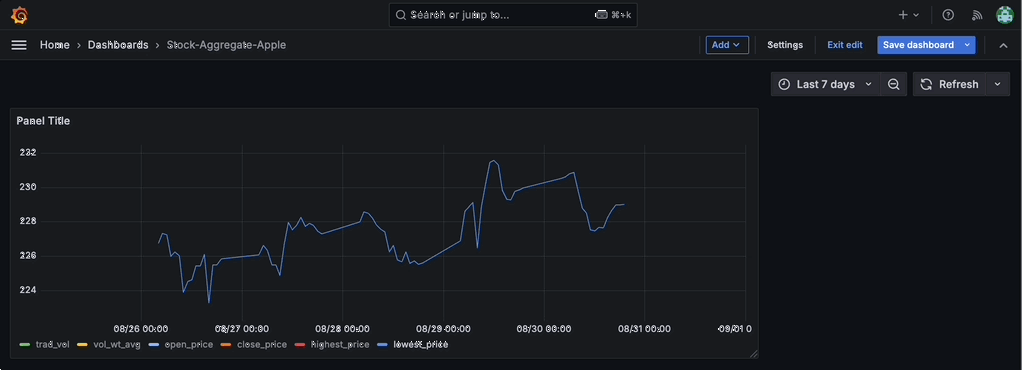 Search or jump to... ⌘+k
Home › Dashboards › Stock-Aggregate-Apple
Add Settings Exit edit Save dashboard
Last 7 days Refresh
Panel Title
232
230
228
226
224
08/26 00:00 08/27 00:00 08/28 00:00 08/29 00:00 08/30 00:00 08/31 00:00 09/01 0
trad_vol vol_wt_avg open_price close_price highest_price lowest_price